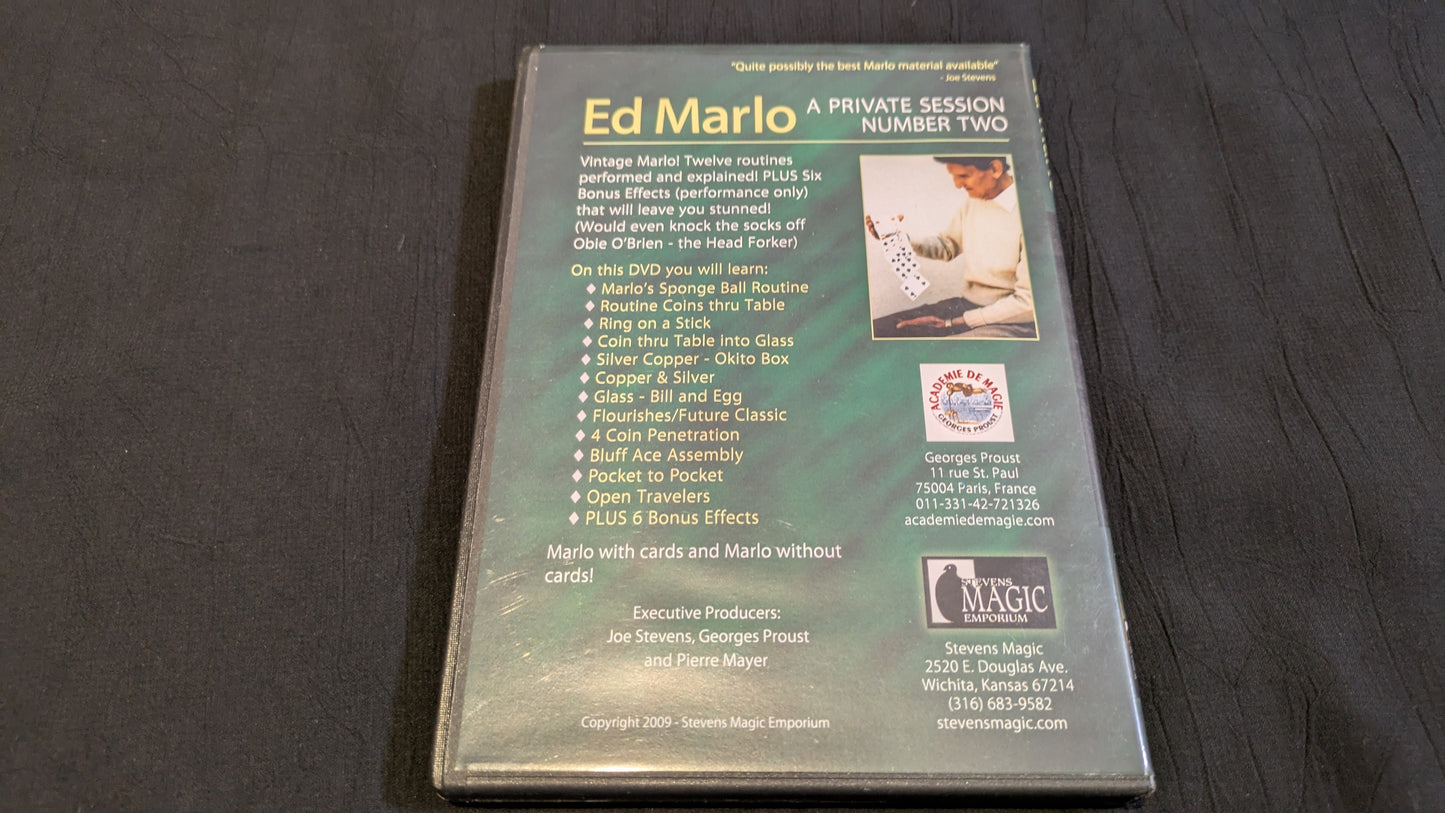 "Quite possibly the best Marlo material available"
- Joe Stevens
Ed Marlo A PRIVATE SESSION
NUMBER TWO
Vintage Marlo! Twelve routines
performed and explained! PLUS Six
Bonus Effects (performance only)
that will leave you stunned!
(Would even knock the socks off
Obie O'Brien - the Head Forker)
On this DVD you will learn:
♦ Marlo's Sponge Ball Routine
♦ Routine Coins thru Table
♦ Ring on a Stick
♦ Coin thru Table into Glass
♦ Silver Copper - Okito Box
♦ Copper & Silver
♦ Glass - Bill and Egg
♦ Flourishes/Future Classic
♦ 4 Coin Penetration
♦ Bluff Ace Assembly
♦ Pocket to Pocket
♦ Open Travelers
♦ PLUS 6 Bonus Effects
Marlo with cards and Marlo without
cards!
Executive Producers:
Joe Stevens, Georges Proust
and Pierre Mayer
Copyright 2009 - Stevens Magic Emporium
ACADEMIE DE MAGIE
GEORGES PROUST
Georges Proust
11 rue St. Paul
75004 Paris, France
011-331-42-721326
academiedemagie.com
STEVENS
MAGIC
EMPORIUM
Stevens Magic
2520 E. Douglas Ave.
Wichita, Kansas 67214
(316) 683-9582
stevensmagic.com